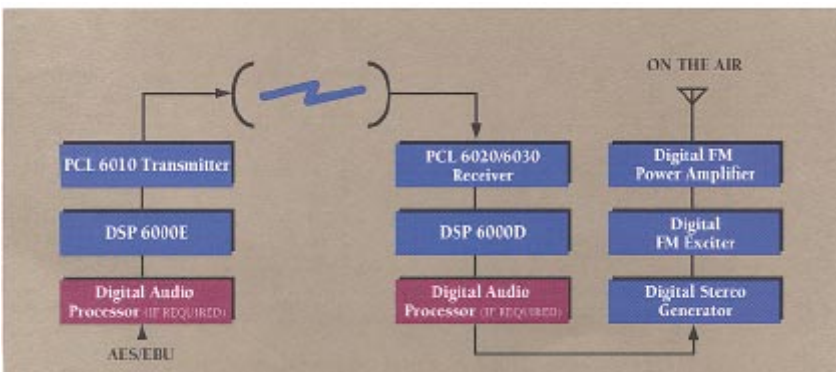 ON THE AIR
PCL 6010 Transmitter
PCL 6020/6030
Receiver
Digital FM
Power Amplifier
DSP 6000E
DSP 6000D
Digital
FM Exciter
Digital Audio
Processor (IF REQUIRED)
Digital Audio
Processor (IF REQUIRED)
Digital Stereo
Generator
AES/EBU